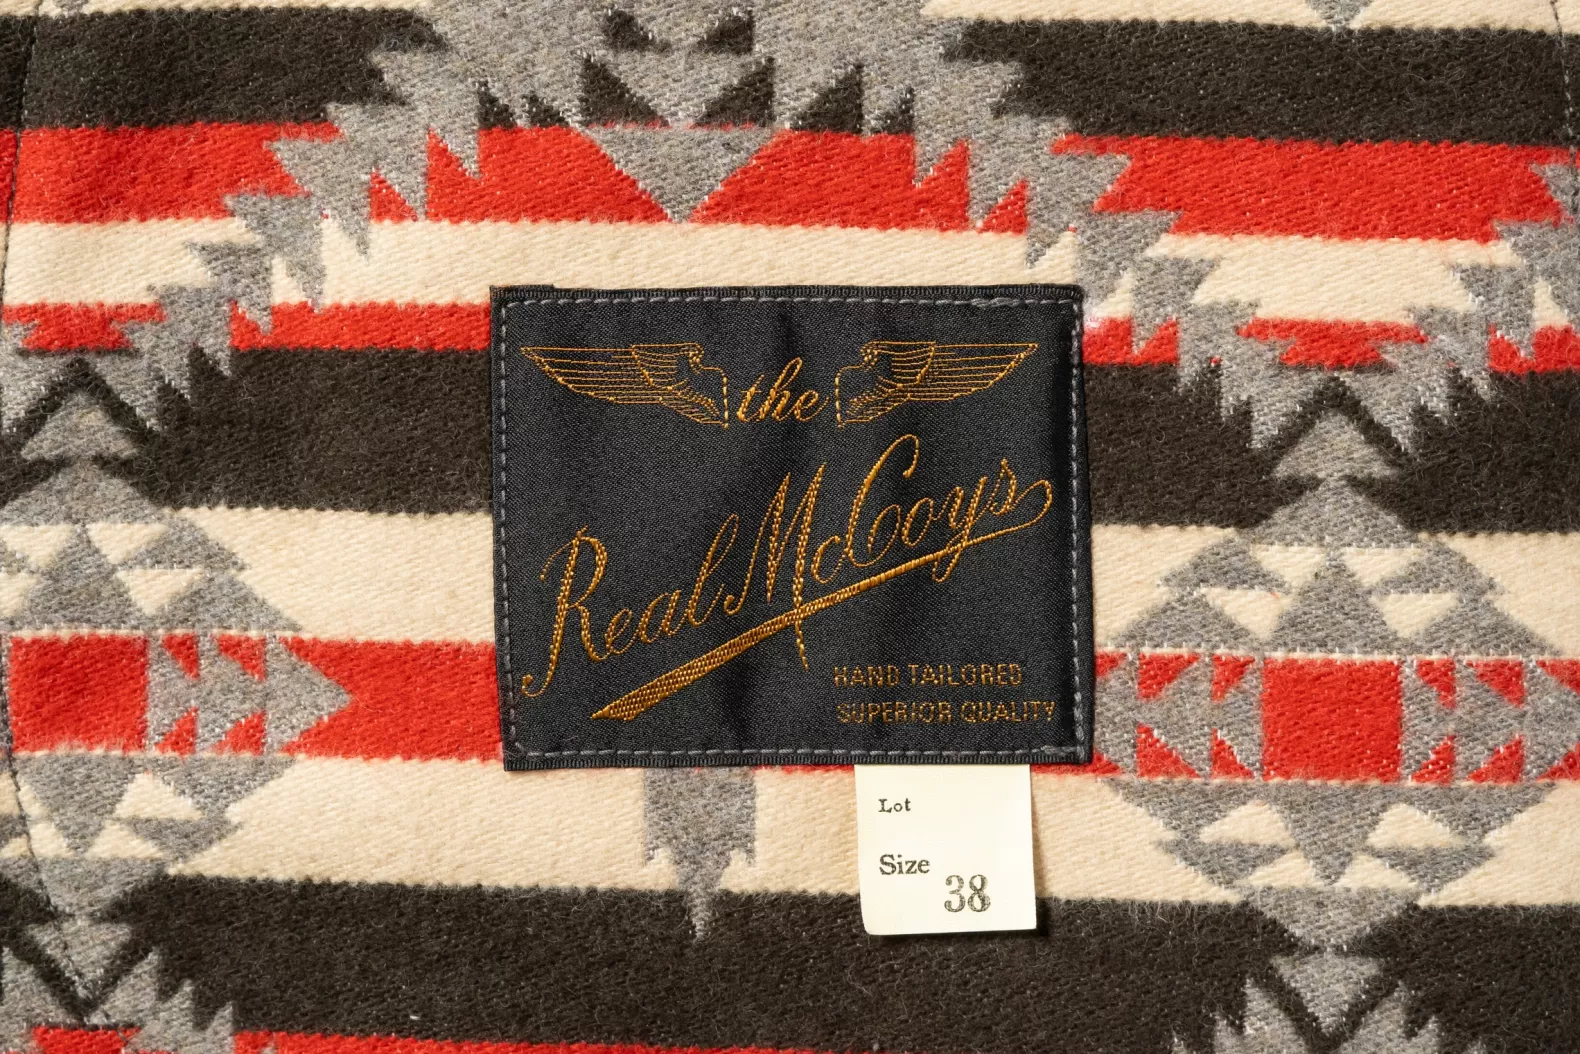 the
Real McCoys
HAND TAILORED
SUPERIOR QUALITY
Lot
Size 38